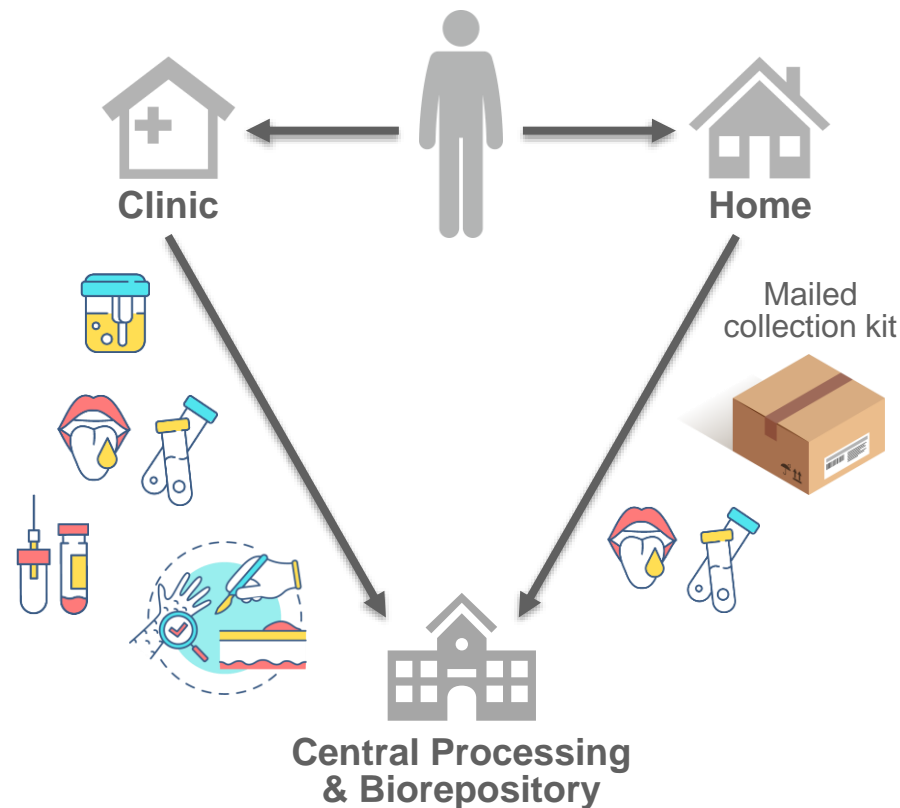 Clinic
Home
Mailed
collection kit
Central Processing
& Biorepository